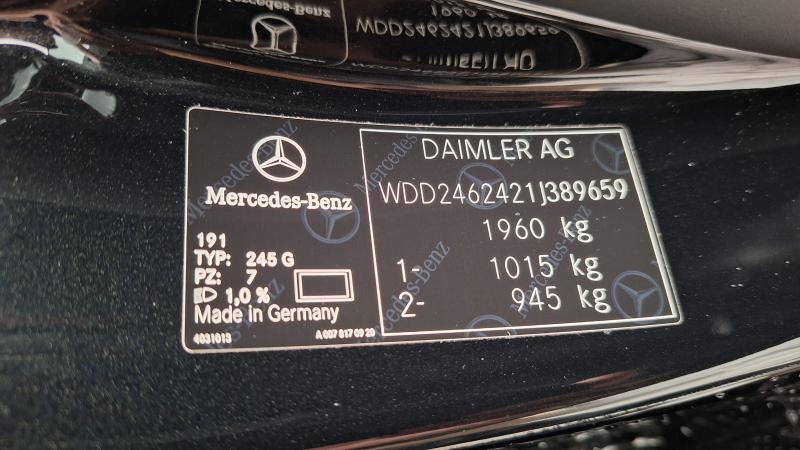 Mercedes-Benz
191
TYP: 245 G
PZ: 7
1,0 %
Made in Germany
4031013 A 007 817 09 20
DAIMLER AG
WDD2462421J389659
1960 kg
1- 1015 kg
2- 945 kg